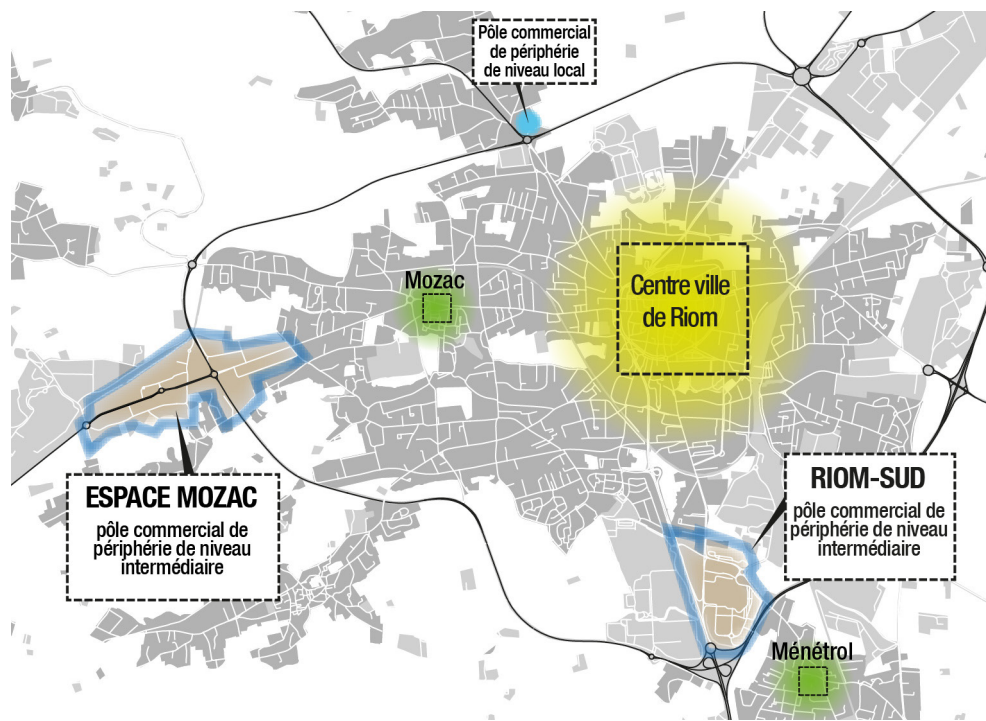 Pôle commercial
de périphérie
de niveau local
Mozac
Centre ville
de Riom
ESPACE MOZAC
pôle commercial de
périphérie de niveau
intermédiaire
RIOM-SUD
pôle commercial de
périphérie de niveau
intermédiaire
Ménétrol